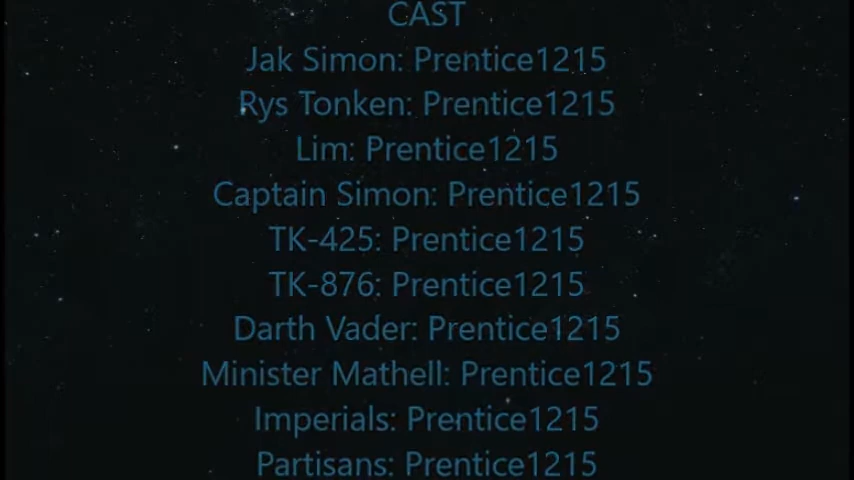 CAST
Jak Simon: Prentice1215
Rys Tonken: Prentice1215
Lim: Prentice1215
Captain Simon: Prentice1215
TK-425: Prentice1215
TK-876: Prentice1215
Darth Vader: Prentice1215
Minister Mathell: Prentice1215
Imperials: Prentice1215
Partisans: Prentice1215